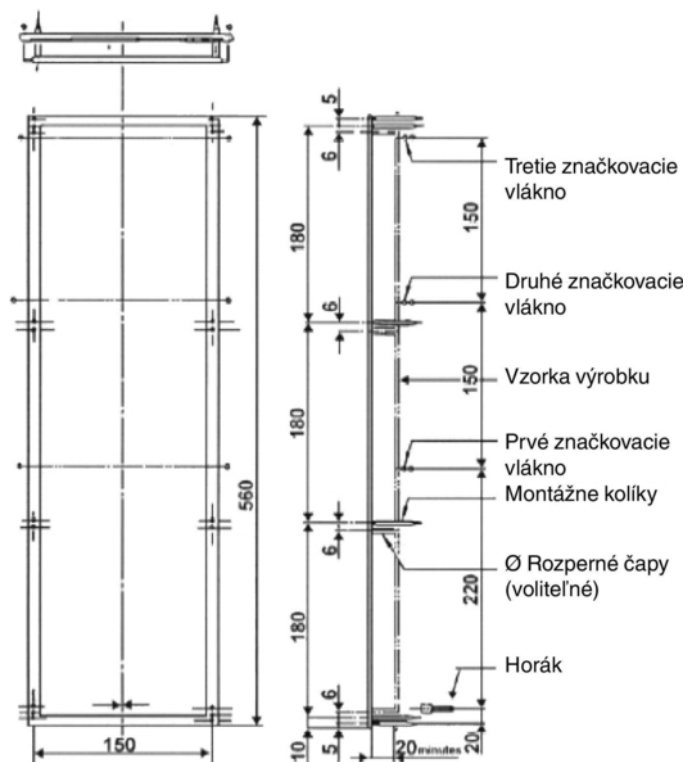 5
6
Tretie značkovacie
vlákno
150
180
Druhé značkovacie
vlákno
6
150
Vzorka výrobku
180
560
Prvé značkovacie
vlákno
Montážne kolíky
6
Ø Rozperné čapy
(voliteľné)
220
180
Horák
6
150
10
5
20 minutes
20